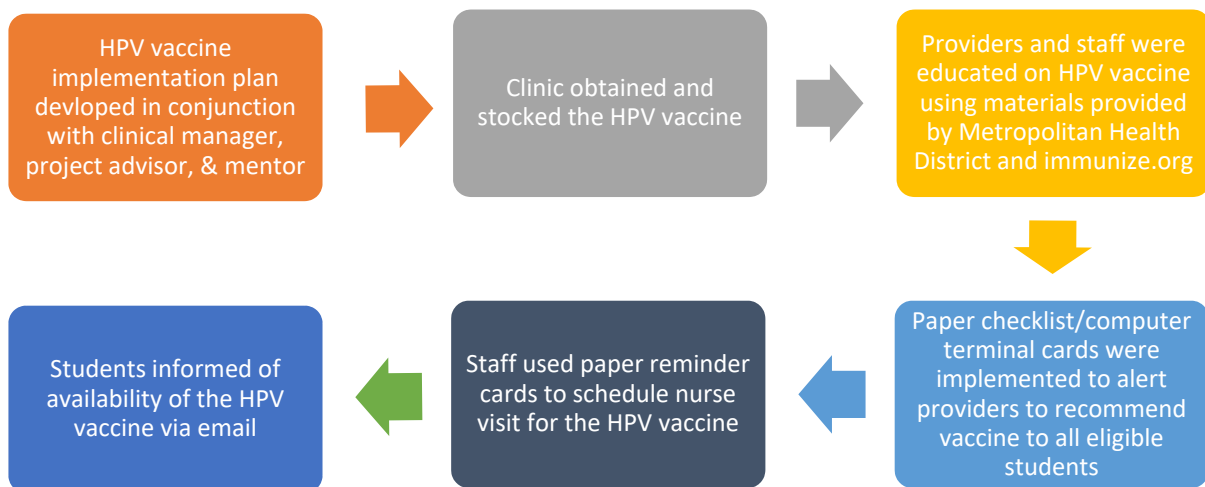 HPV vaccine
implementation plan
devloped in conjunction
with clinical manager,
project advisor, & mentor
Clinic obtained and
stocked the HPV vaccine
Providers and staff were
educated on HPV vaccine
using materials provided
by Metropolitan Health
District and immunize.org
Paper checklist/computer
terminal cards were
implemented to alert
providers to recommend
vaccine to all eligible
students
Staff used paper reminder
cards to schedule nurse
visit for the HPV vaccine
Students informed of
availability of the HPV
vaccine via email